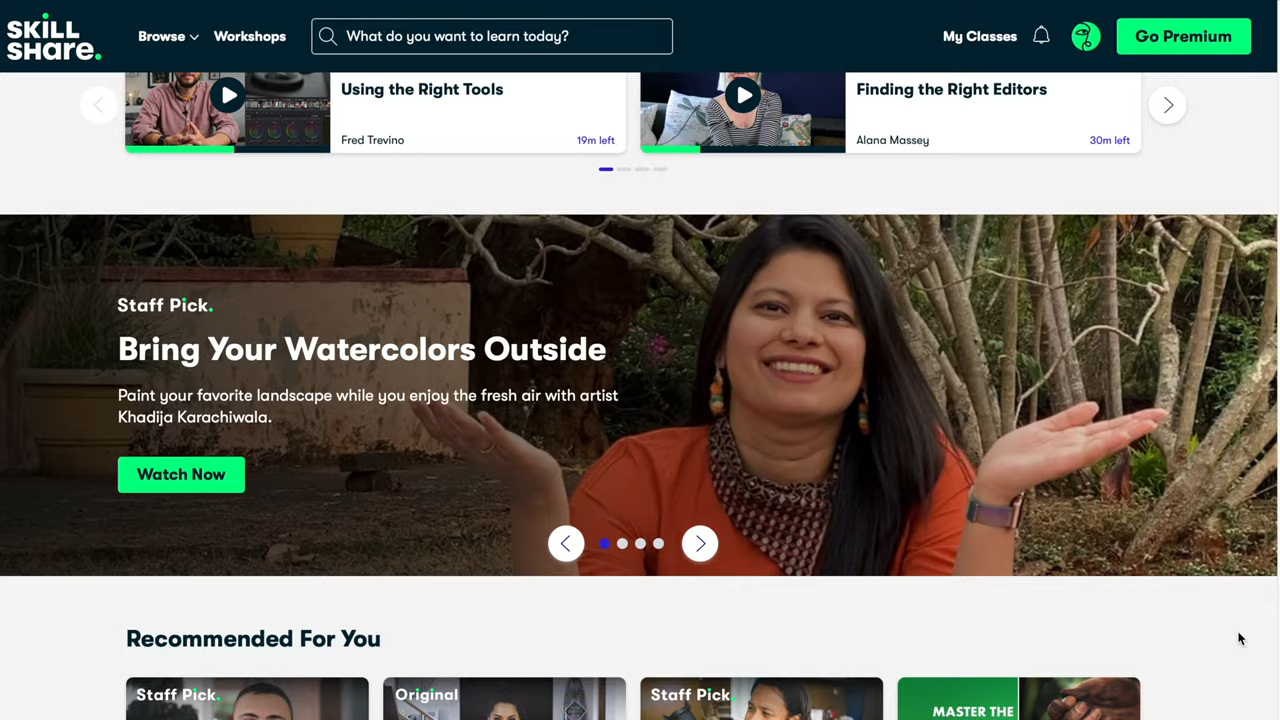 SKiLL
SHare.
Browse
Workshops
What do you want to learn today?
My Classes
Go Premium
Using the Right Tools
Fred Trevino
19m left
Finding the Right Editors
Alana Massey
30m left
Staff Pick.
Bring Your Watercolors Outside
Paint your favorite landscape while you enjoy the fresh air with artist
Khadija Karachiwala.
Watch Now
Recommended For You
Staff Pick.
Original
Staff Pick.
MASTER THE